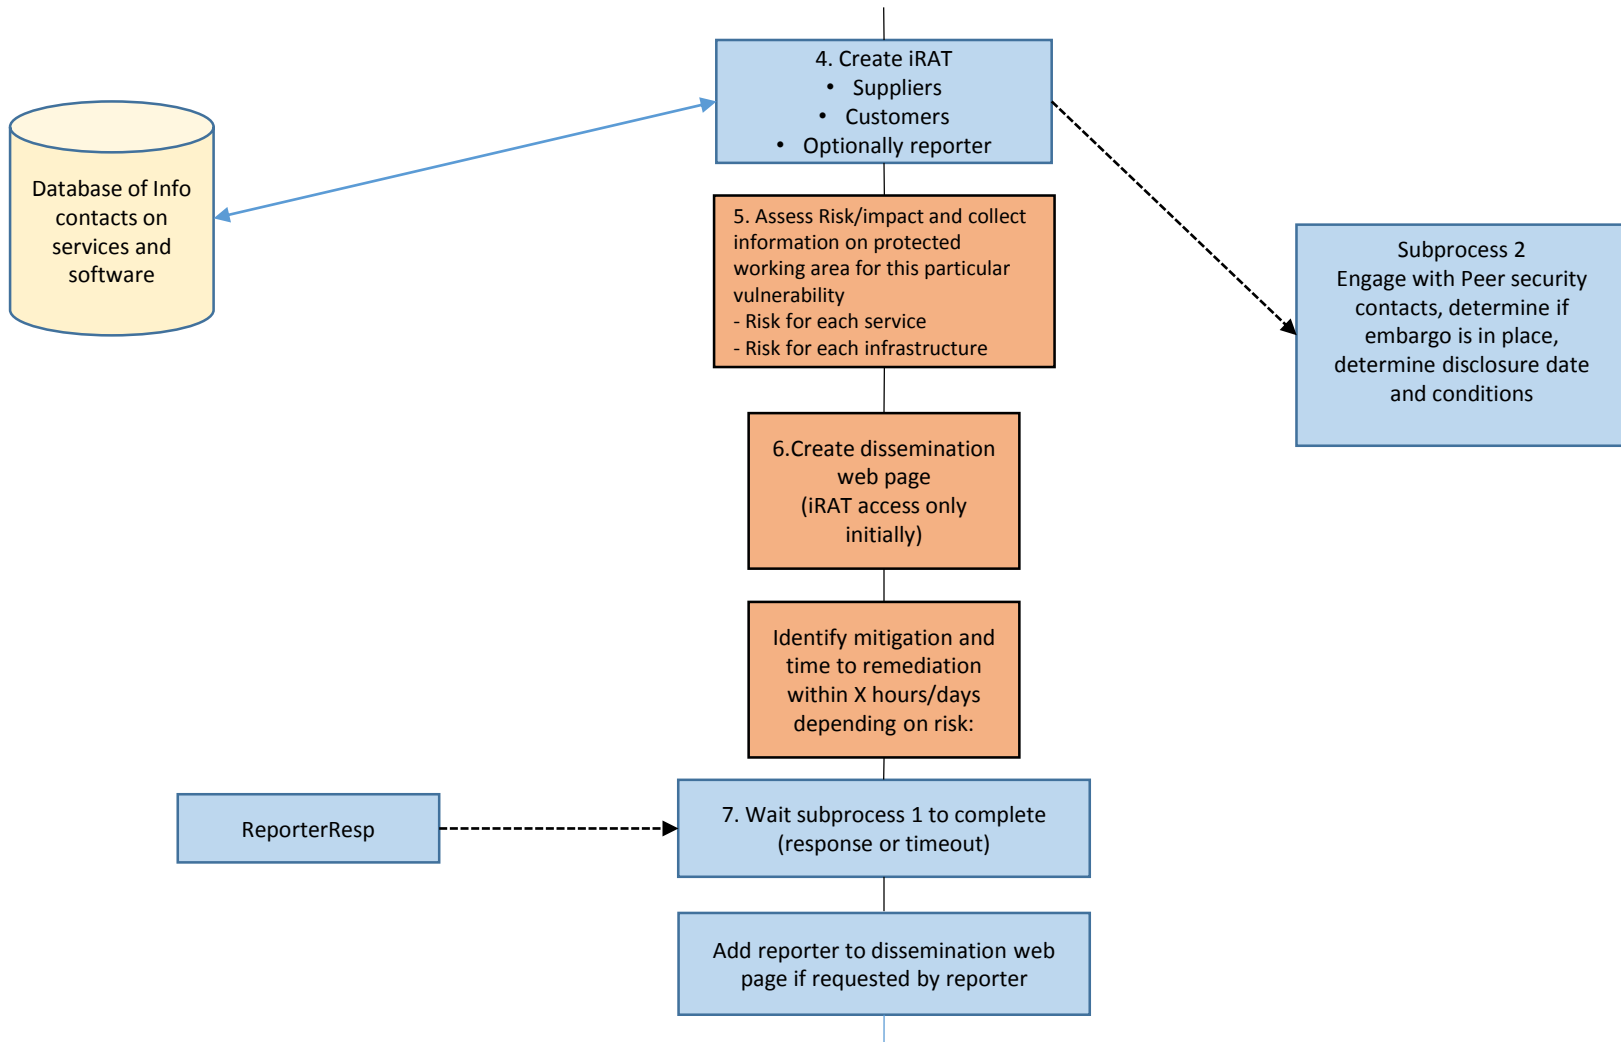 4. Create iRAT
• Suppliers
• Customers
• Optionally reporter
Database of Info
contacts on
services and
software
5. Assess Risk/impact and collect
information on protected
working area for this particular
vulnerability
- Risk for each service
- Risk for each infrastructure
Subprocess 2
Engage with Peer security
contacts, determine if
embargo is in place,
determine disclosure date
and conditions
6.Create dissemination
web page
(iRAT access only
initially)
Identify mitigation and
time to remediation
within X hours/days
depending on risk:
ReporterResp
7. Wait subprocess 1 to complete
(response or timeout)
Add reporter to dissemination web
page if requested by reporter